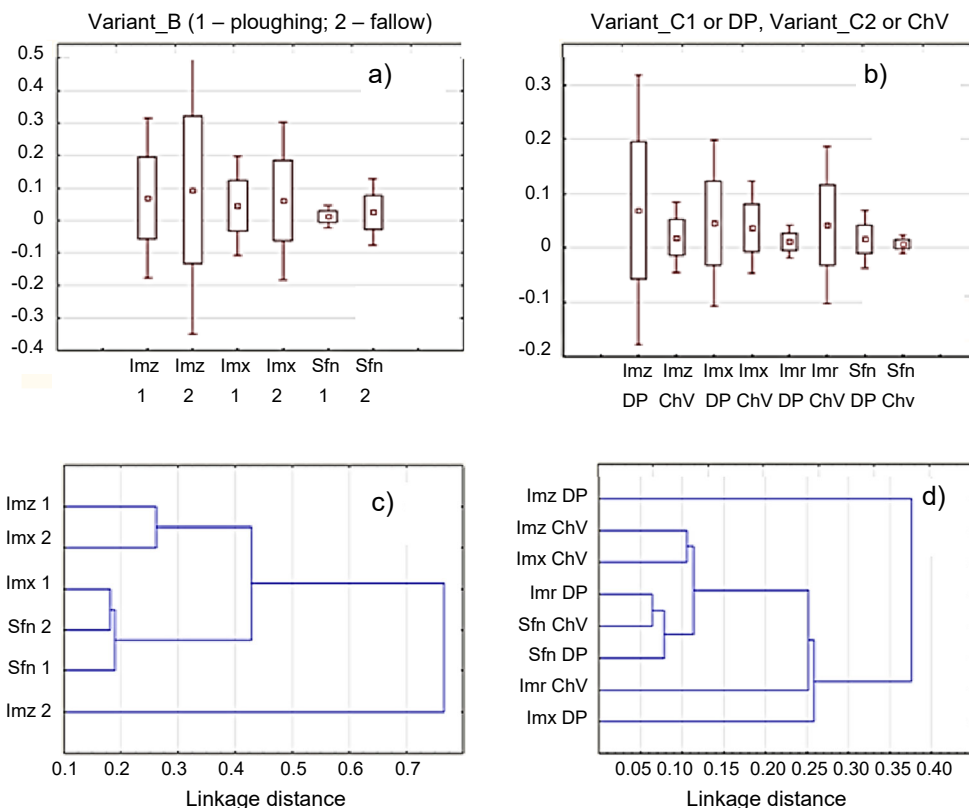 Variant_B (1 – ploughing; 2 – fallow)
a)
0.5
0.4
0.3
0.2
0.1
0
-0.1
-0.2
-0.3
-0.4
Imz Imz Imx Imx Sfn Sfn
1 2 1 2 1 2
Variant_C1 or DP, Variant_C2 or ChV
b)
0.3
0.2
0.1
0
-0.1
-0.2
Imz Imz Imx Imx Imr Imr Sfn Sfn
DP ChV DP ChV DP ChV DP Chv
c)
Imz 1
Imx 2
Imx 1
Sfn 2
Sfn 1
Imz 2
0.1 0.2 0.3 0.4 0.5 0.6 0.7
Linkage distance
d)
Imz DP
Imz ChV
Imx ChV
Imr DP
Sfn ChV
Sfn DP
Imr ChV
Imx DP
0.05 0.10 0.20 0.20 0.30 0.35 0.40
Linkage distance